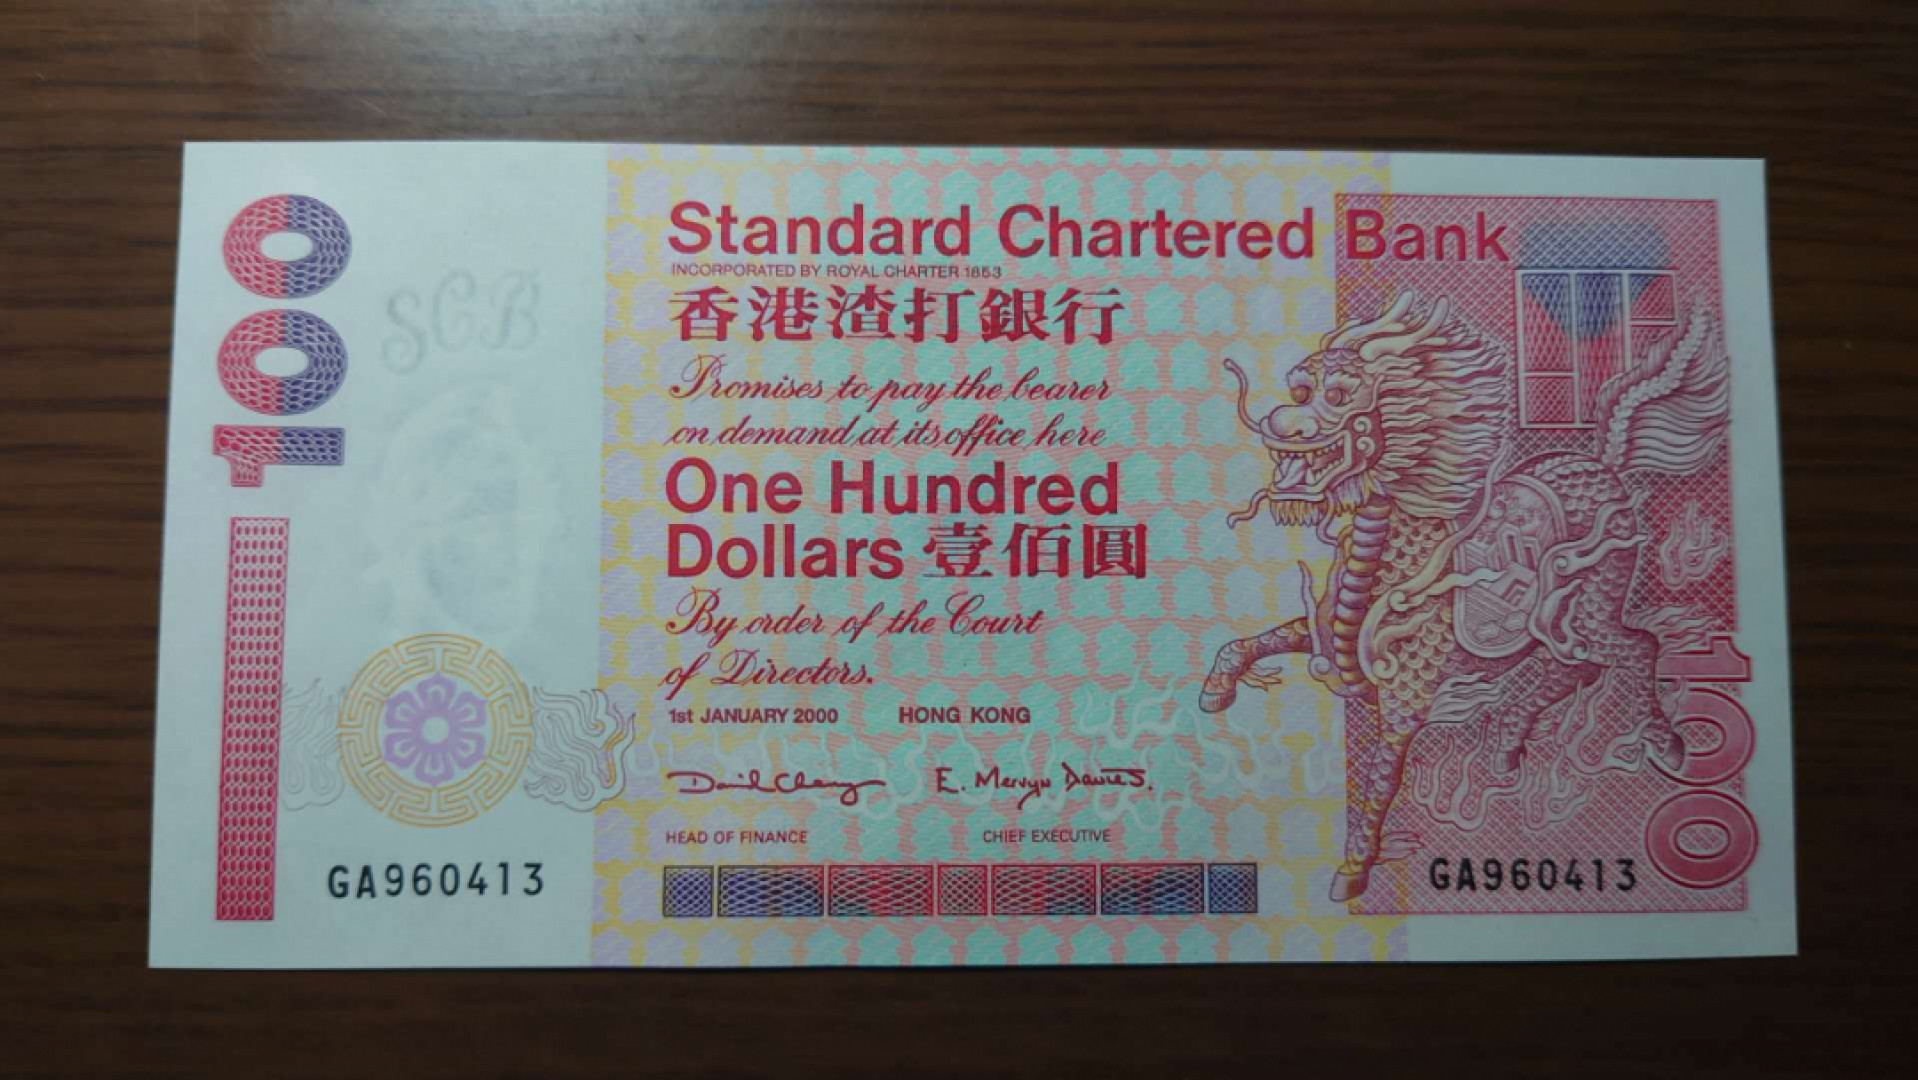 100
SCB
Standard Chartered Bank
INCORPORATED BY ROYAL CHARTER 1853
香港渣打銀行
Promises to pay the bearer
on demand at its office here
One Hundred
Dollars 壹佰圓
By order of the Court
of Directors.
1st JANUARY 2000 HONG KONG
E. Mervyn Davies.
HEAD OF FINANCE CHIEF EXECUTIVE
GA960413
GA960413
100